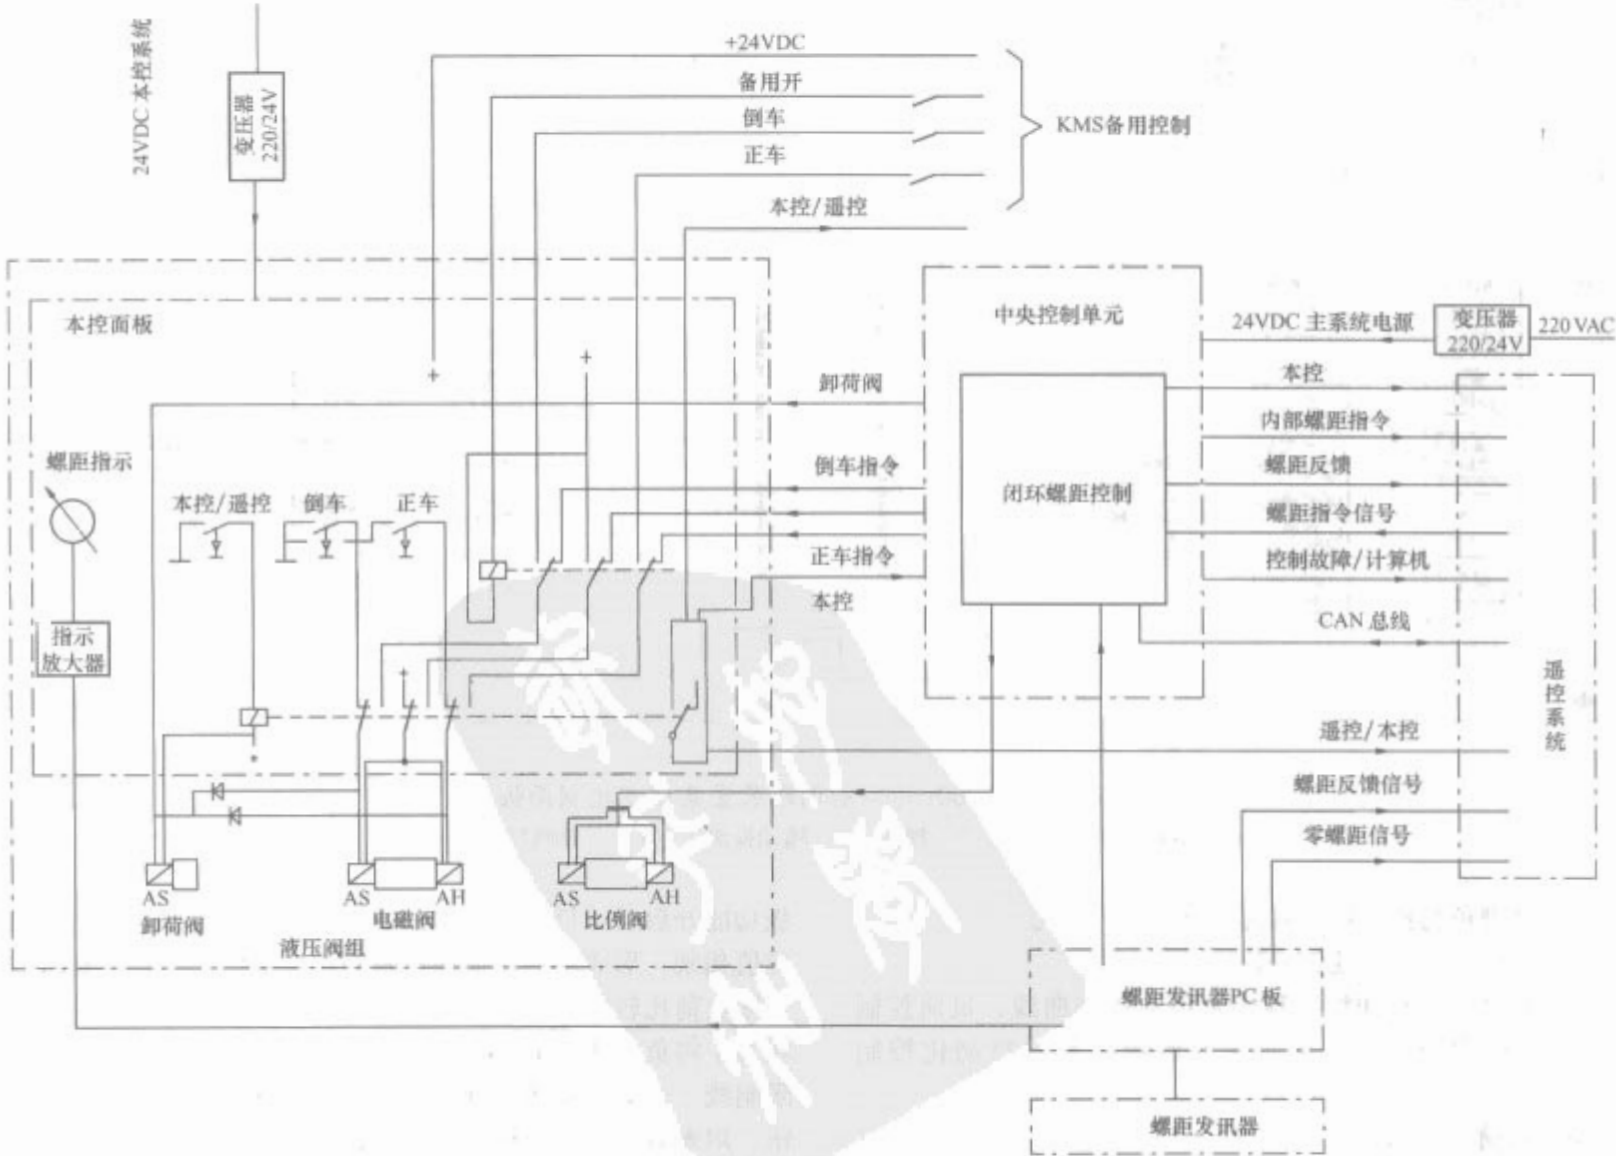 24VDC 本控系统
变压器
220/24V
+24VDC
备用开
倒车
正车
本控/遥控
KMS备用控制
本控面板
+
+
中央控制单元
24VDC 主系统电源
变压器
220/24V
220 VAC
卸荷阀
本控
内部螺距指令
螺距指示
本控/遥控
倒车
正车
倒车指令
闭环螺距控制
螺距反馈
螺距指令信号
正车指令
控制故障/计算机
本控
CAN 总线
指示
放大器
+
遥控系统
遥控/本控
螺距反馈信号
零螺距信号
AS
卸荷阀
AS
AH
电磁阀
AS
AH
比例阀
液压阀组
螺距发讯器PC 板
螺距发讯器